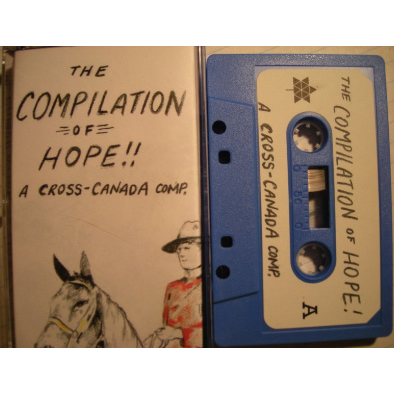 THE
COMPILATION
OF
HOPE!!
A CROSS-CANADA COMP.
THE COMPILATION OF HOPE!
A CROSS-CANADA COMP.
A